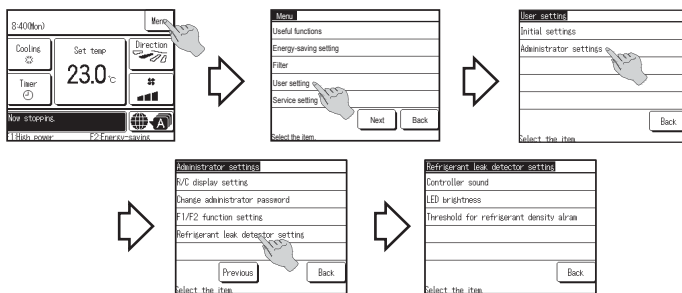 8:40(Mon)
Menu
Cooling
Set temp
Direction
23.0 °C
Timer
Now stopping.
A
F2:Energy-saving
Menu
Useful functions
Energy-saving setting
Filter
User setting
Service setting
Next
Back
Select the item.
User setting
Initial settings
Administrator settings
Back
Select the item.
Administrator settings
R/C display setting
Change administrator password
F1/F2 function setting
Refrigerant leak detector setting
Previous
Back
Select the item.
Refrigerant leak detector setting
Controller sound
LED brightness
Threshold for refrigerant density alram
Back
Select the item.